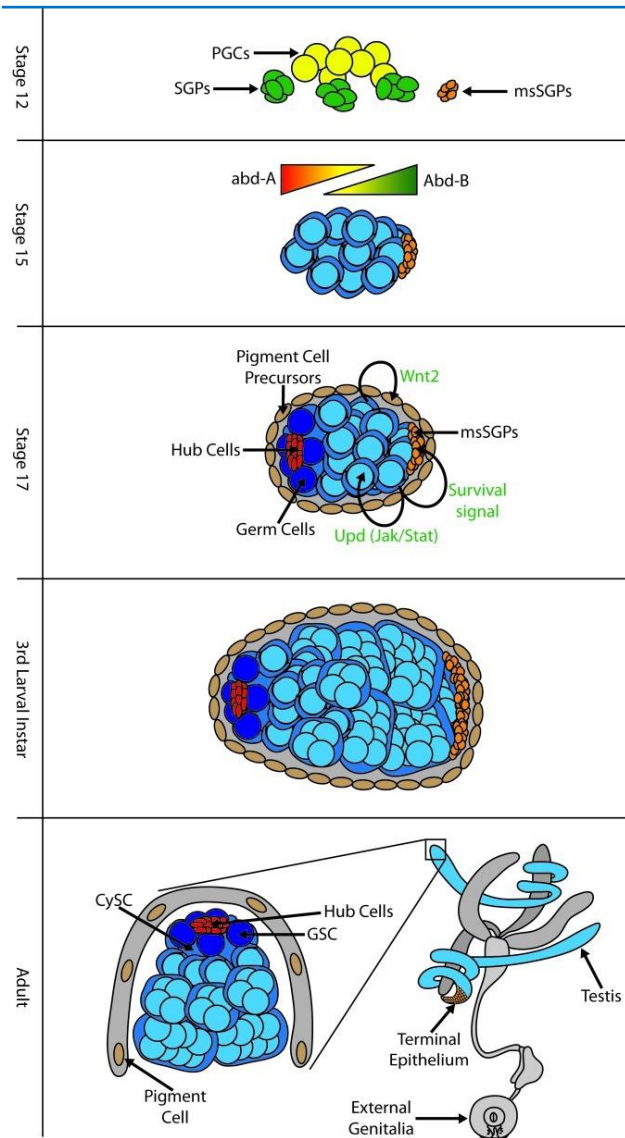 Stage 12
PGCs
SGPs
msSGPs
Stage 15
abd-A
Abd-B
Stage 17
Pigment Cell
Precursors
Wnt2
msSGPs
Hub Cells
Survival
signal
Germ Cells
Upd (Jak/Stat)
3rd Larval Instar
Adult
CySC
Hub Cells
GSC
Testis
Terminal
Epithelium
Pigment
Cell
External
Genitalia